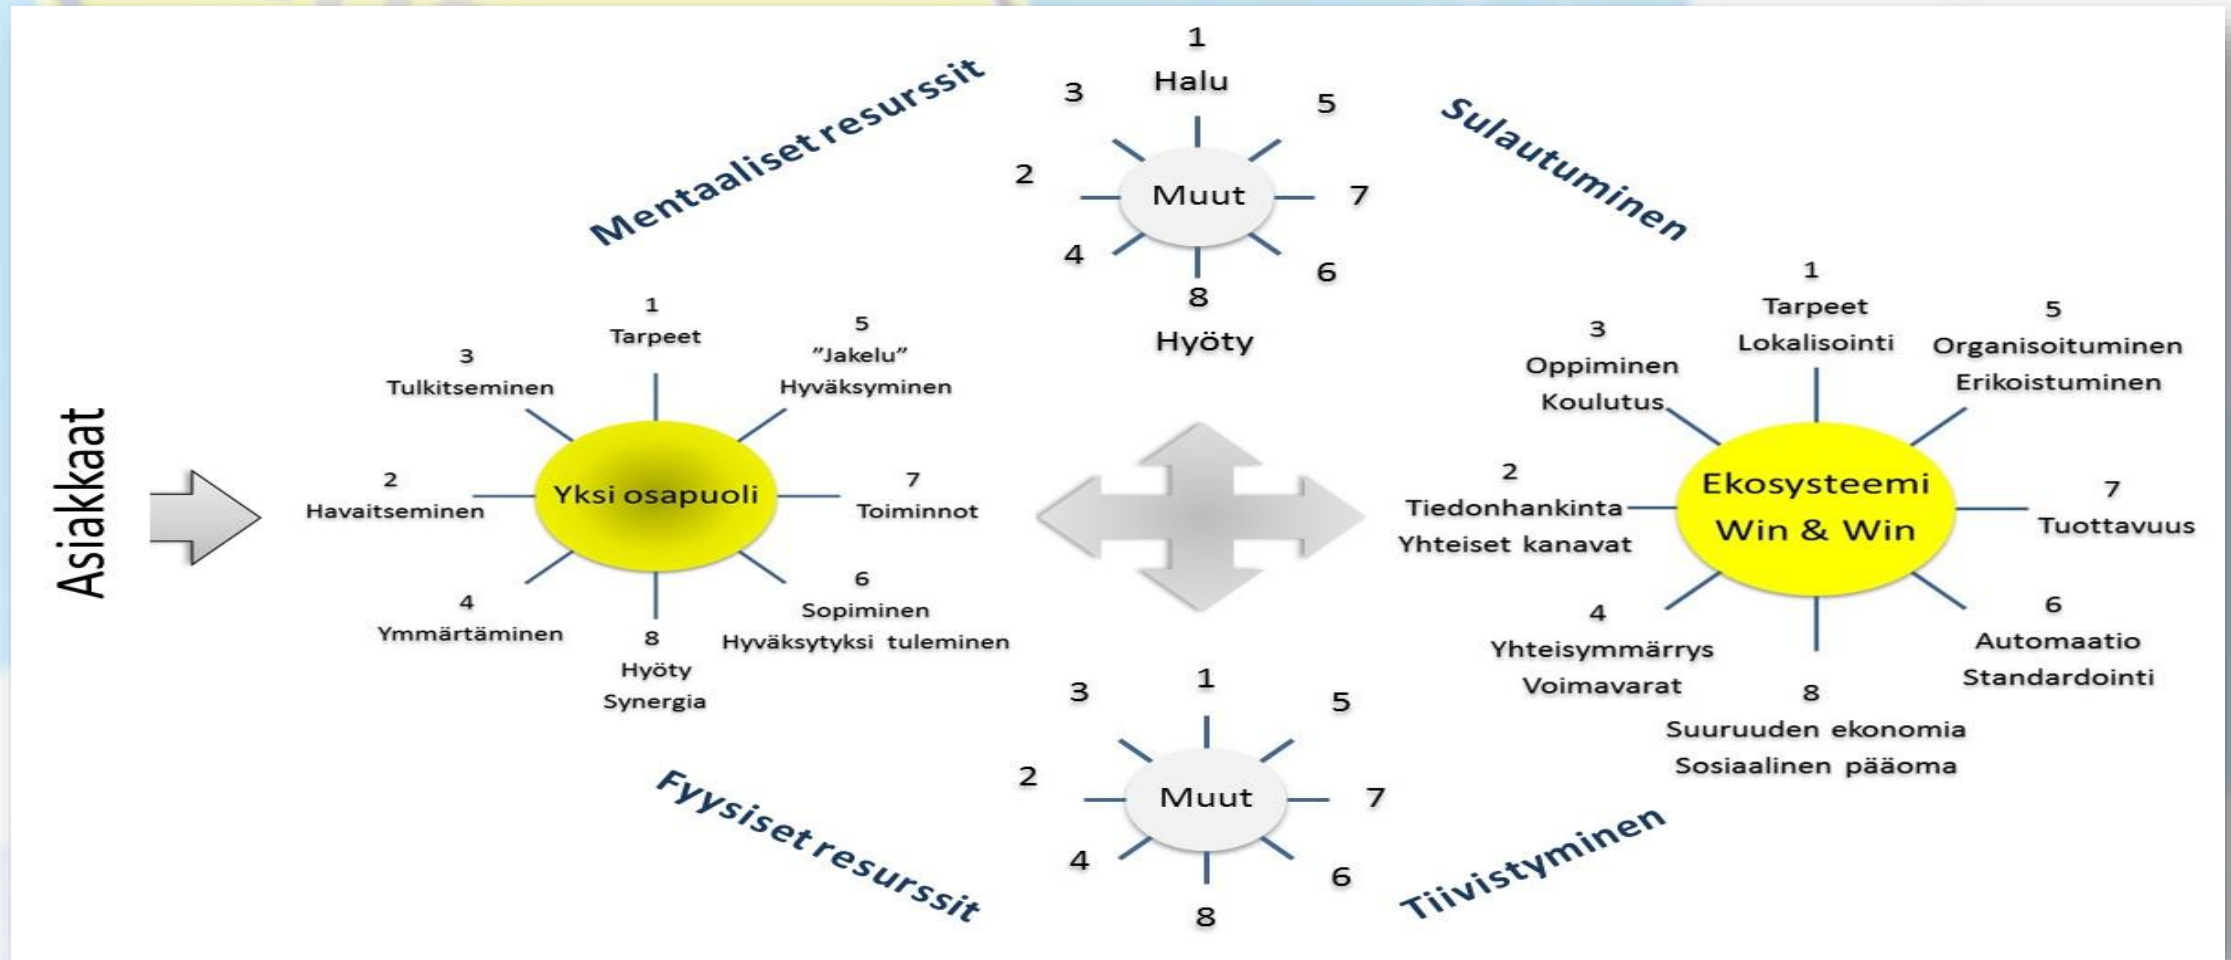 Asiakkaat
Mentaaliset resurssit
Sulautuminen
Fyysiset resurssit
Tiivistyminen
1
Tarpeet
3
Tulkitseminen
5
”Jakelu”
Hyväksyminen
2
Havaitseminen
Yksi osapuoli
7
Toiminnot
4
Ymmärtäminen
6
Sopiminen
Hyväksytyksi tuleminen
8
Hyöty
Synergia
1
Halu
3
5
2
Muut
7
4
6
8
Hyöty
1
3
5
2
Muut
7
4
6
8
1
Tarpeet
Lokalisointi
3
Oppiminen
Koulutus
5
Organisoituminen
Erikoistuminen
2
Tiedonhankinta
Yhteiset kanavat
Ekosysteemi
Win & Win
7
Tuottavuus
4
Yhteisymmärrys
Voimavarat
6
Automaatio
Standardointi
8
Suuruuden ekonomia
Sosiaalinen pääoma